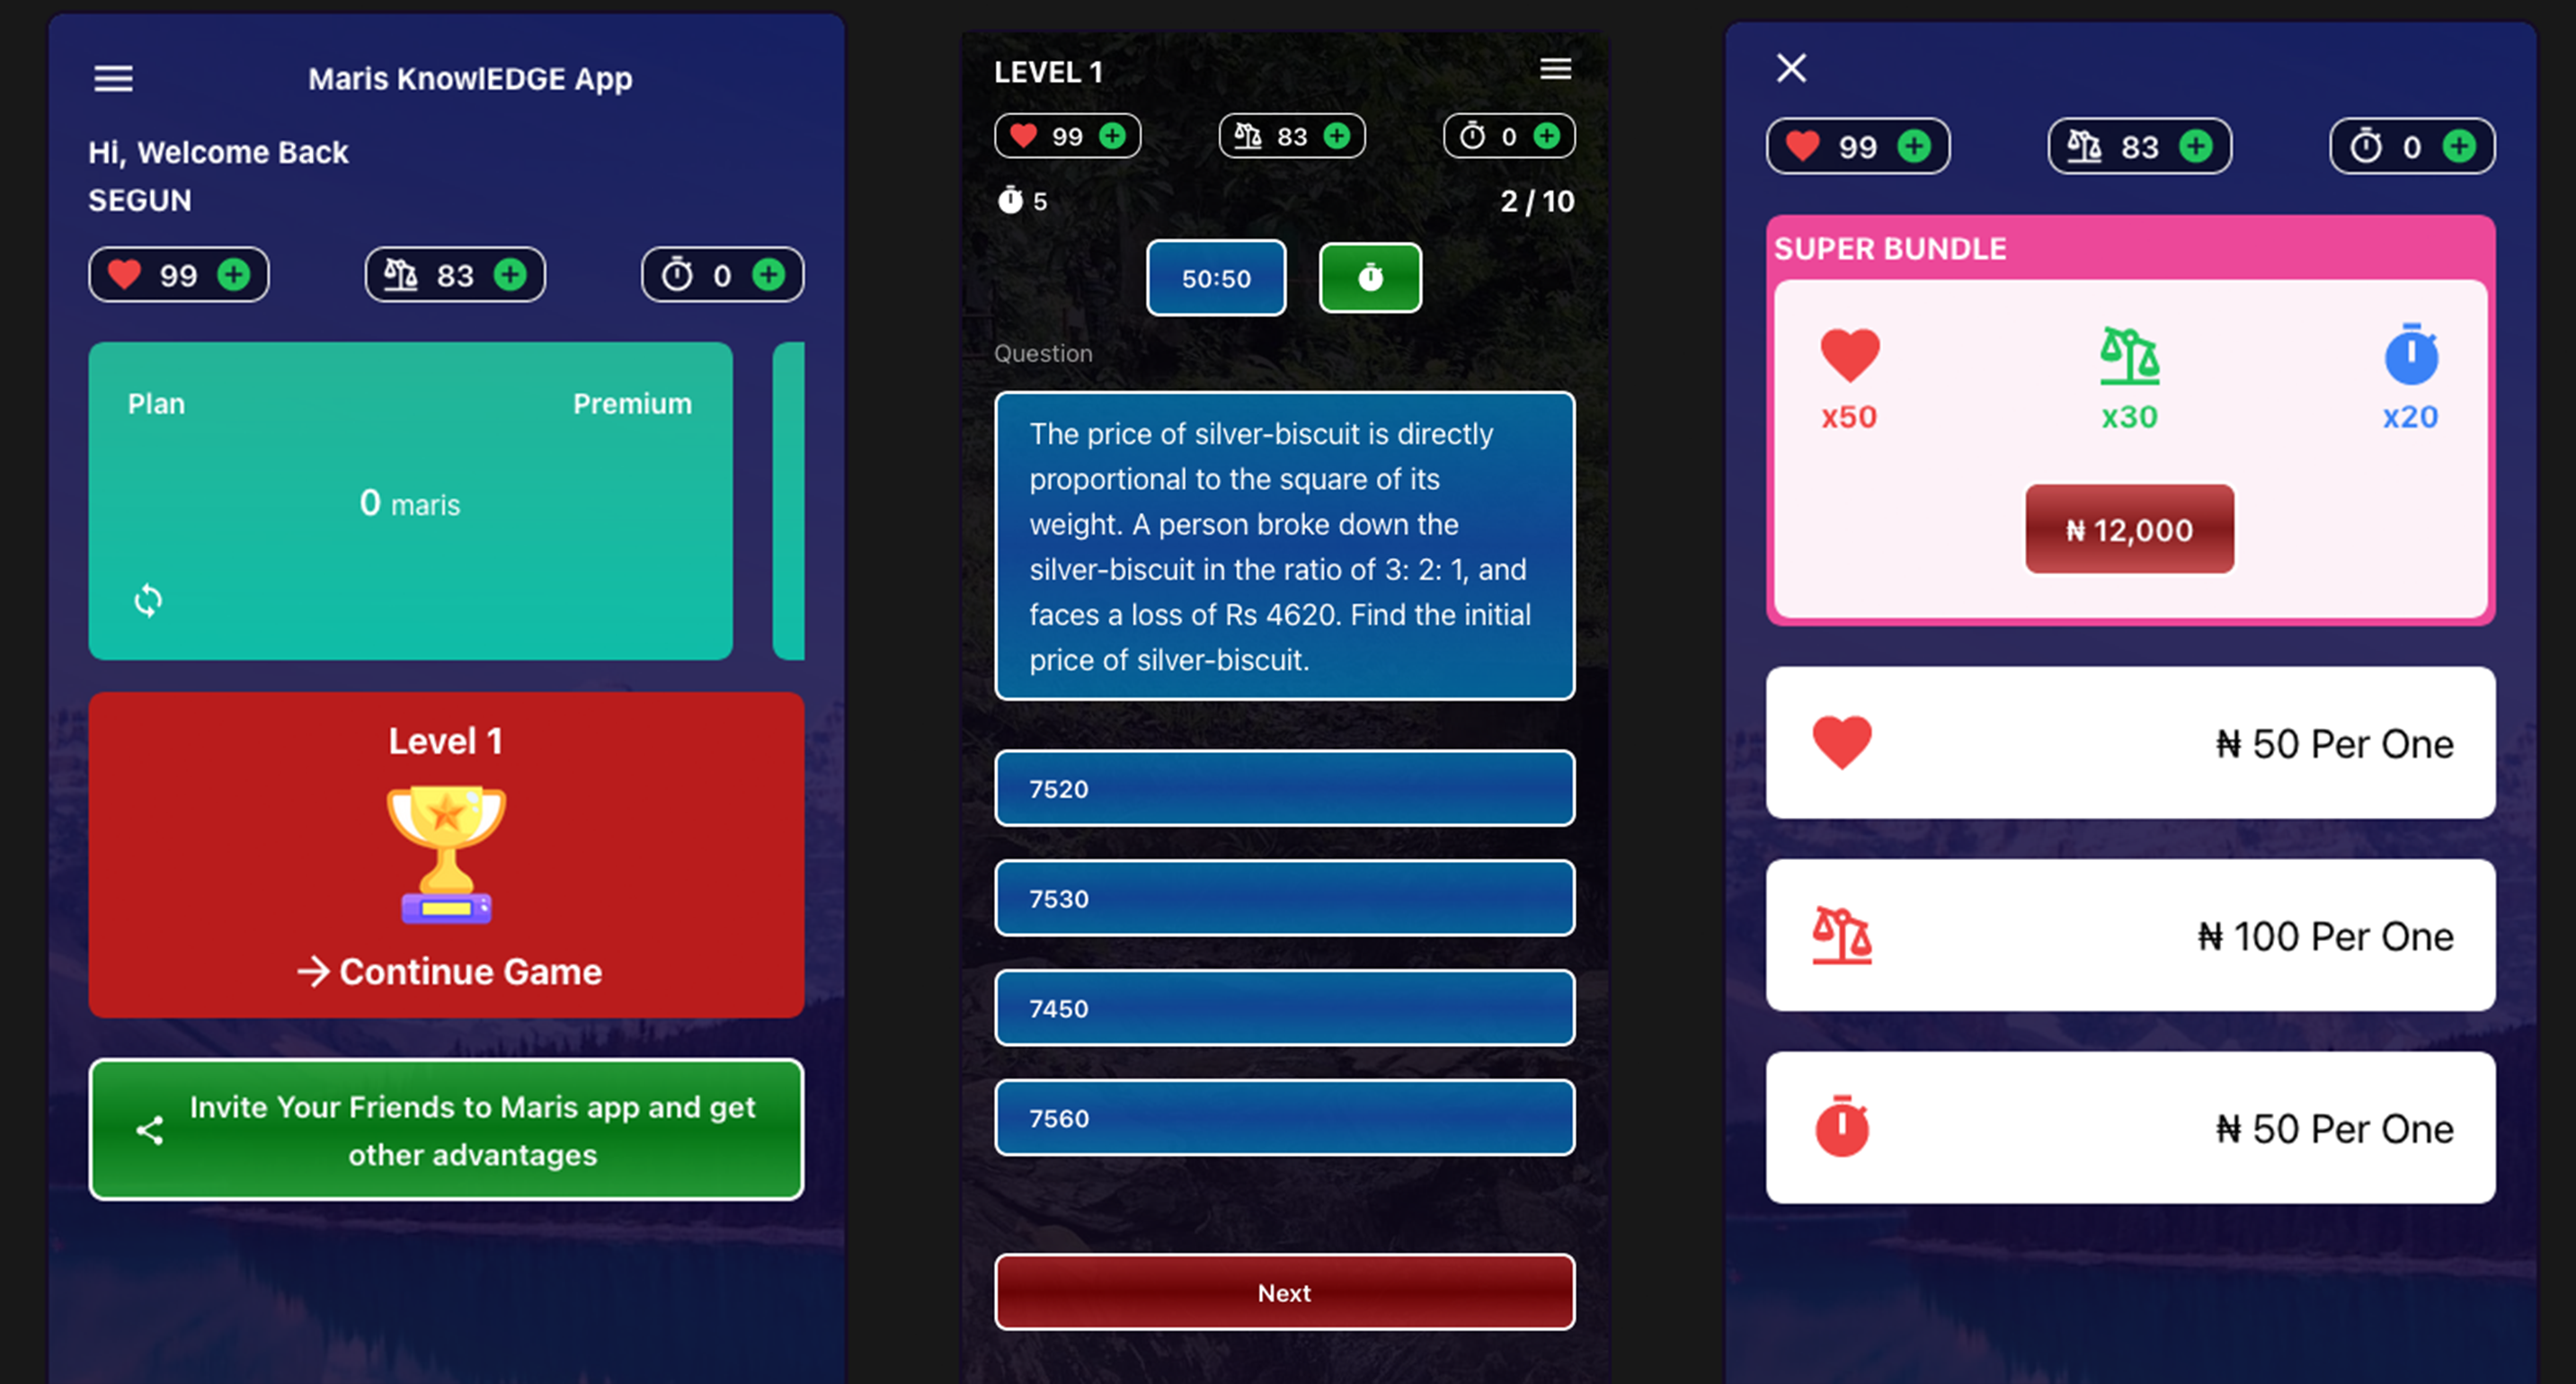 Maris KnowlEDGE App
Hi, Welcome Back
SEGUN
99
83
0
Plan
Premium
0 maris
Level 1
Continue Game
Invite Your Friends to Maris app and get
other advantages
LEVEL 1
99
83
0
5
2 / 10
50:50
Question
The price of silver-biscuit is directly
proportional to the square of its
weight. A person broke down the
silver-biscuit in the ratio of 3: 2: 1, and
faces a loss of Rs 4620. Find the initial
price of silver-biscuit.
7520
7530
7450
7560
Next
99
83
0
SUPER BUNDLE
x50
x30
x20
₦ 12,000
₦ 50 Per One
₦ 100 Per One
₦ 50 Per One